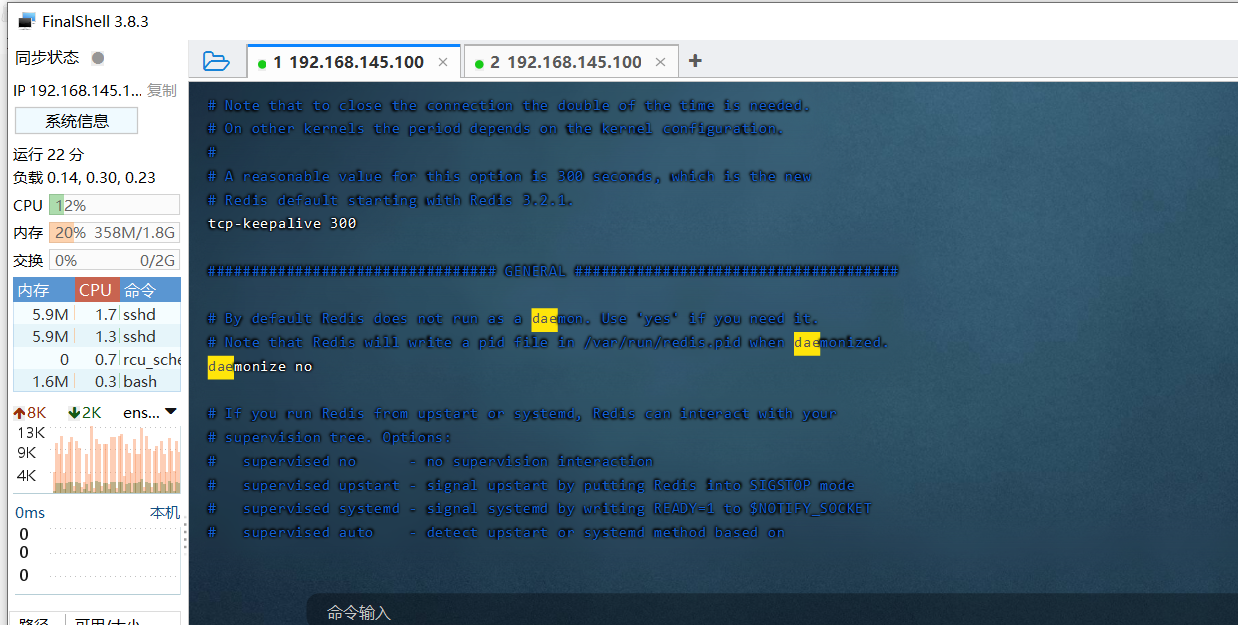 FinalShell 3.8.3
同步状态
IP 192.168.145.1... 复制
系统信息
运行 22 分
负载 0.14, 0.30, 0.23
CPU 12%
内存 20% 358M/1.8G
交换 0% 0/2G
内存 CPU 命令
5.9M 1.7 sshd
5.9M 1.3 sshd
0 0.7 rcu_sche
1.6M 0.3 bash
8K 2K ens...
13K
9K
4K
0ms 本机
0
0
0
路径 可用/大小
1 192.168.145.100 × 2 192.168.145.100 × +
# Note that to close the connection the double of the time is needed.
# On other kernels the period depends on the kernel configuration.
#
# A reasonable value for this option is 300 seconds, which is the new
# Redis default starting with Redis 3.2.1.
tcp-keepalive 300
################################# GENERAL #####################################
# By default Redis does not run as a daemon. Use 'yes' if you need it.
# Note that Redis will write a pid file in /var/run/redis.pid when daemonized.
daemonize no
# If you run Redis from upstart or systemd, Redis can interact with your
# supervision tree. Options:
#   supervised no      - no supervision interaction
#   supervised upstart - signal upstart by putting Redis into SIGSTOP mode
#   supervised systemd - signal systemd by writing READY=1 to $NOTIFY_SOCKET
#   supervised auto    - detect upstart or systemd method based on
命令输入